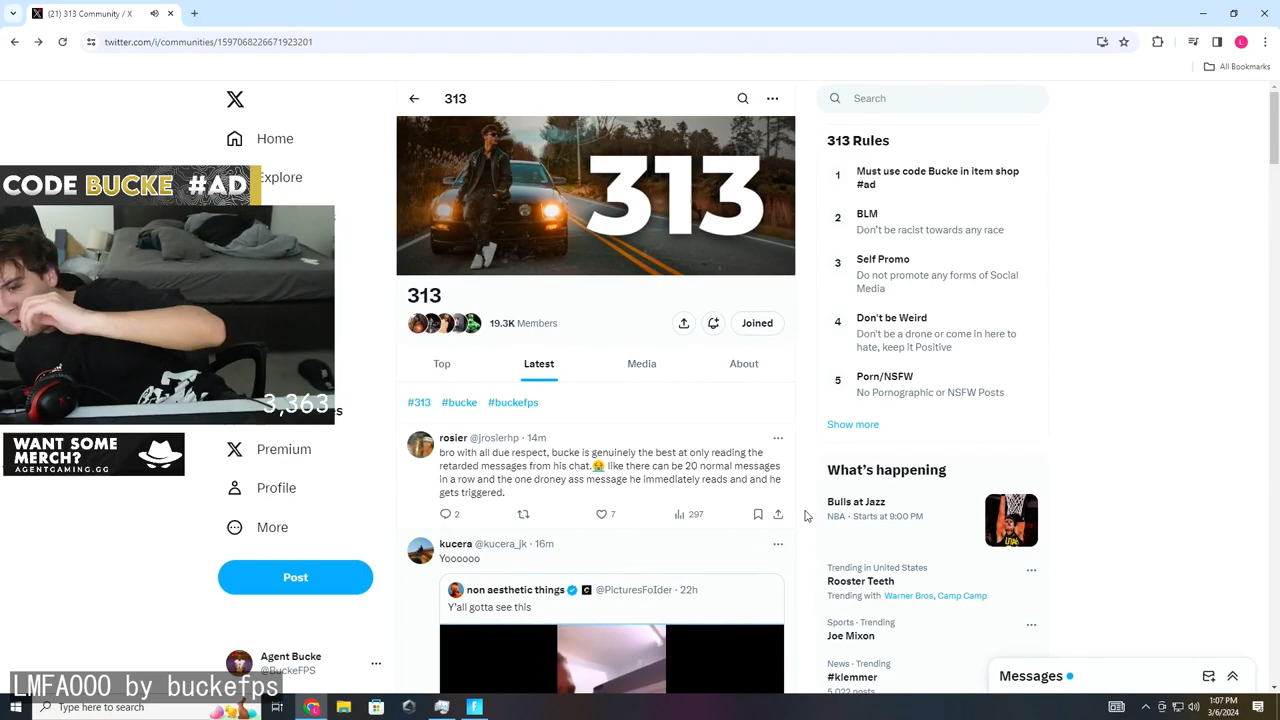 (21) 313 Community / X
twitter.com/i/communities/1597068226671923201
All Bookmarks
Home
Explore
Premium
Profile
More
Post
Agent Bucke
@BuckeFPS
CODE BUCKE #AD
3,363
WANT SOME
MERCH?
AGENTGAMING.GG
LMFAOOO by buckefps
313
313
313
19.3K Members
Joined
Top
Latest
Media
About
#313 #bucke #buckefps
rosier @jrosierhp · 14m
bro with all due respect, bucke is genuinely the best at only reading the
retarded messages from his chat. like there can be 20 normal messages
in a row and the one droney ass message he immediately reads and and he
gets triggered.
2
7
297
kucera @kucera_jk · 16m
Yoooooo
non aesthetic things @PicturesFoIder · 22h
Y'all gotta see this
Search
313 Rules
1
Must use code Bucke in item shop
#ad
2
BLM
Don't be racist towards any race
3
Self Promo
Do not promote any forms of Social
Media
4
Don't be Weird
Don't be a drone or come in here to
hate, keep it Positive
5
Porn/NSFW
No Pornographic or NSFW Posts
Show more
What's happening
Bulls at Jazz
NBA · Starts at 9:00 PM
Trending in United States
Rooster Teeth
Trending with Warner Bros, Camp Camp
Sports · Trending
Joe Mixon
News · Trending
#klemmer
5,022 posts
Messages
Type here to search
1:07 PM
3/6/2024